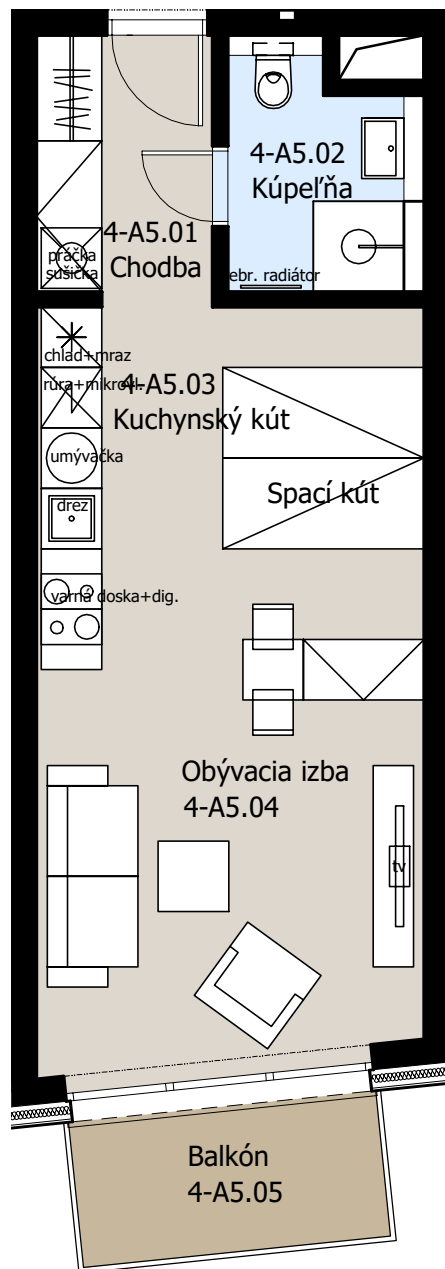 4-A5.02
Kúpeľňa
4-A5.01
Chodba
práčka
sušička
ebr. radiátor
chlad+mraz
rúra+mikrovl.
4-A5.03
Kuchynský kút
umývačka
Spací kút
drez
varná doska+dig.
Obývacia izba
4-A5.04
tv
Balkón
4-A5.05